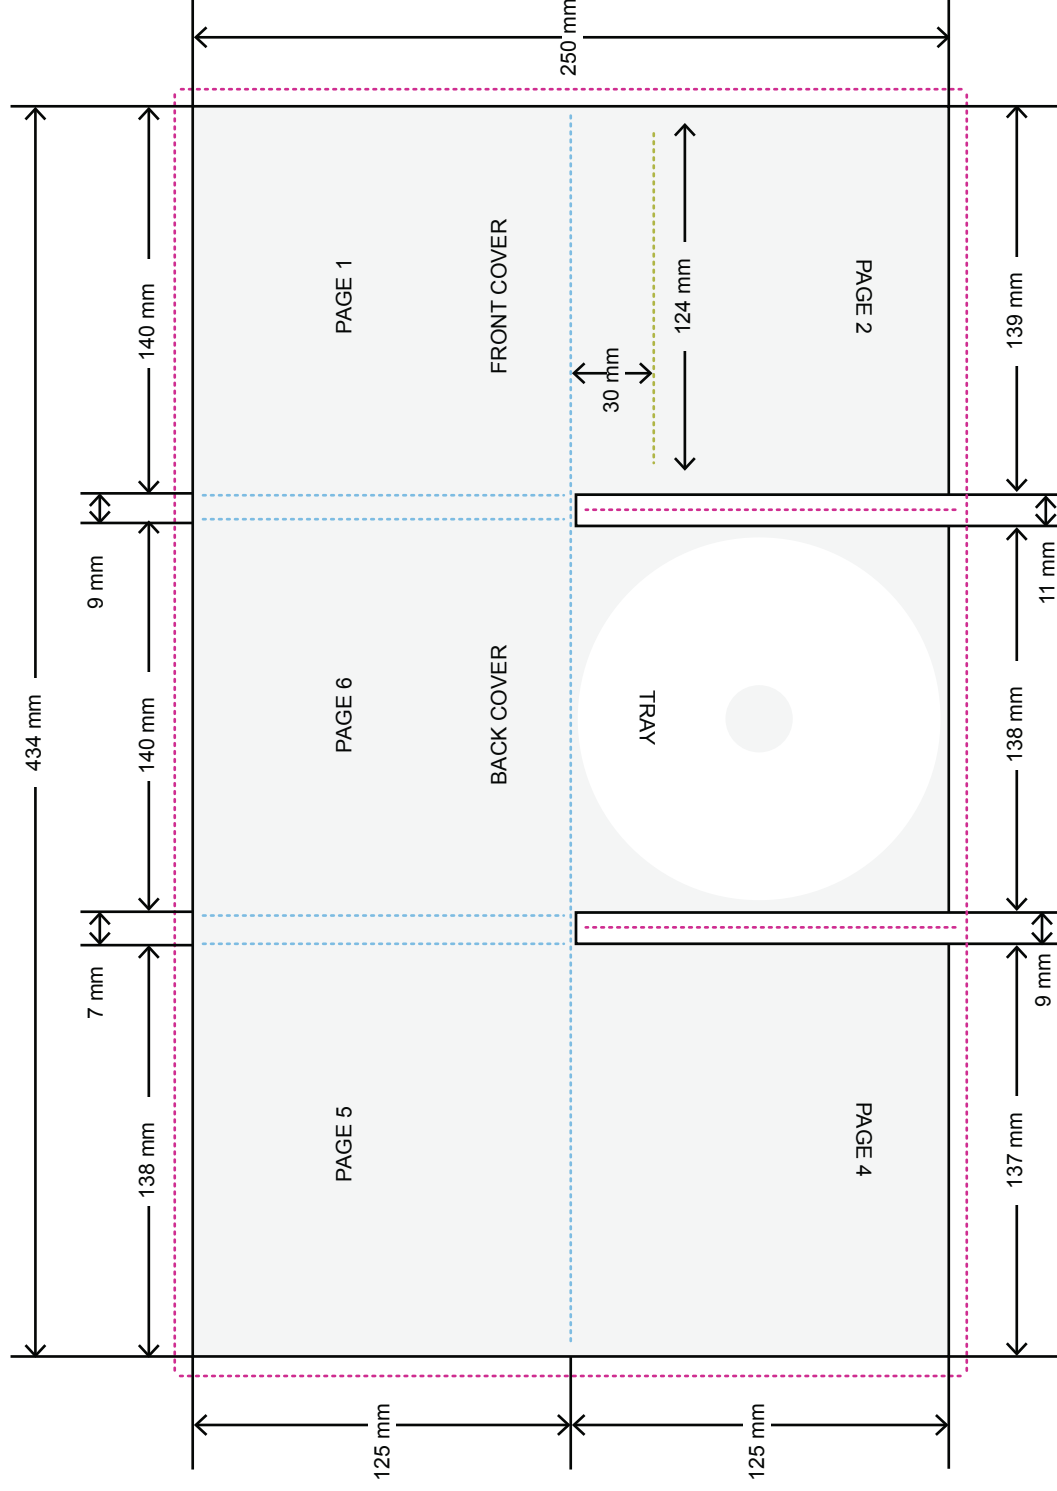 250 mm
434 mm
140 mm
9 mm
140 mm
7 mm
138 mm
PAGE 1
FRONT COVER
30 mm
124 mm
PAGE 2
139 mm
11 mm
PAGE 6
BACK COVER
TRAY
138 mm
9 mm
PAGE 5
PAGE 4
137 mm
125 mm
125 mm